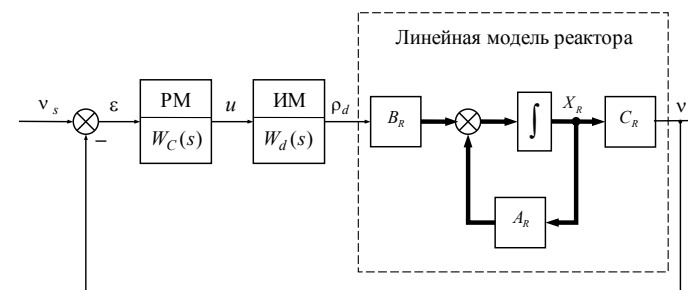 Линейная модель реактора
ν_s
ε
РМ
W_C(s)
u
ИМ
W_d(s)
ρ_d
B_R
∫
X_R
C_R
ν
−
A_R